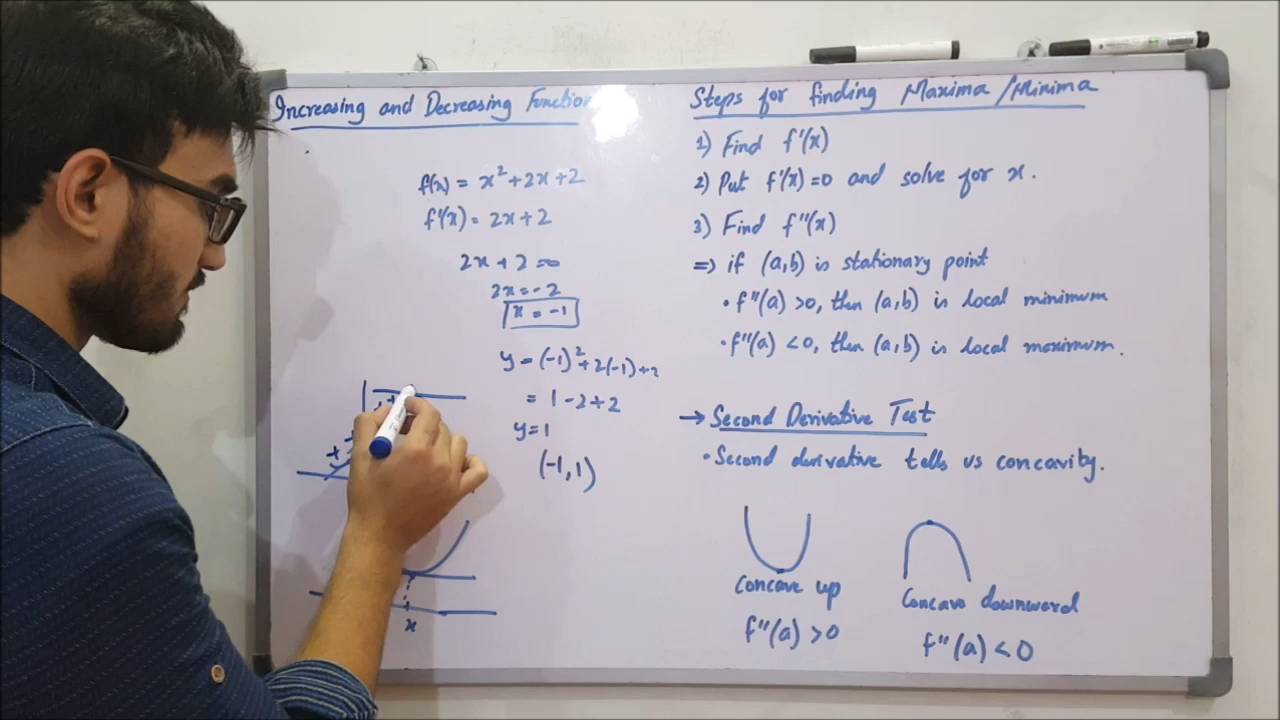 Increasing and Decreasing Function
f(x) = x² + 2x + 2
f'(x) = 2x + 2
2x + 2 = 0
2x = -2
x = -1
y = (-1)² + 2(-1) + 2
= 1 - 2 + 2
y = 1
(-1, 1)
+
+
x
Steps for finding Maxima / Minima
1) Find f'(x)
2) Put f'(x) = 0 and solve for x.
3) Find f''(x)
=> if (a,b) is stationary point
• f''(a) > 0, then (a,b) is local minimum
• f''(a) < 0, then (a,b) is local maximum.
→ Second Derivative Test
• Second derivative tells us concavity.
Concave up
f''(a) > 0
Concave downward
f''(a) < 0